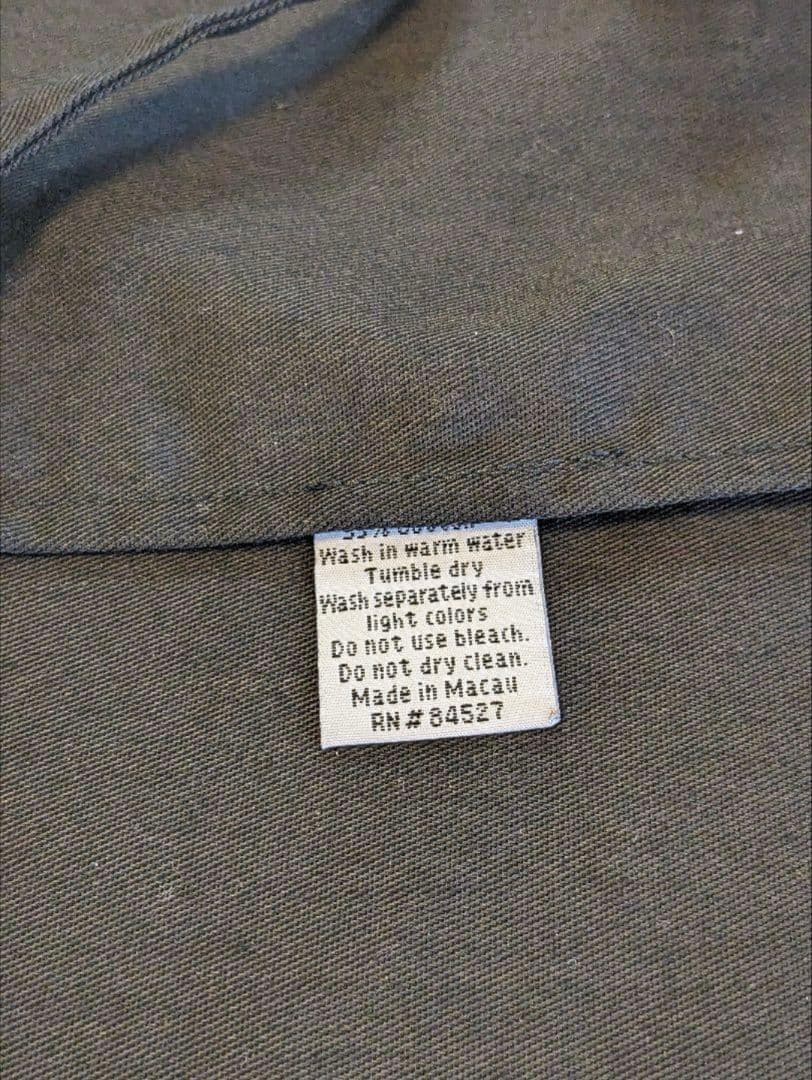 Wash in warm water
Tumble dry
Wash separately from
light colors
Do not use bleach.
Do not dry clean.
Made in Macau
RN # 84527